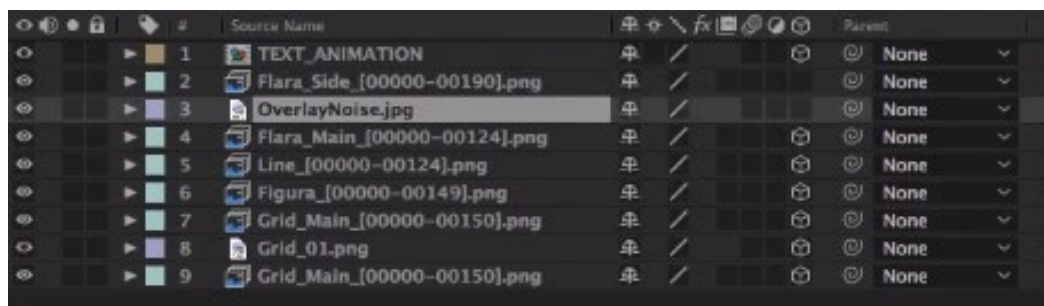 # Source Name fx Parent
1 TEXT_ANIMATION None
2 Flara_Side_[00000-00190].png None
3 OverlayNoise.jpg None
4 Flara_Main_[00000-00124].png None
5 Line_[00000-00124].png None
6 Figura_[00000-00149].png None
7 Grid_Main_[00000-00150].png None
8 Grid_01.png None
9 Grid_Main_[00000-00150].png None